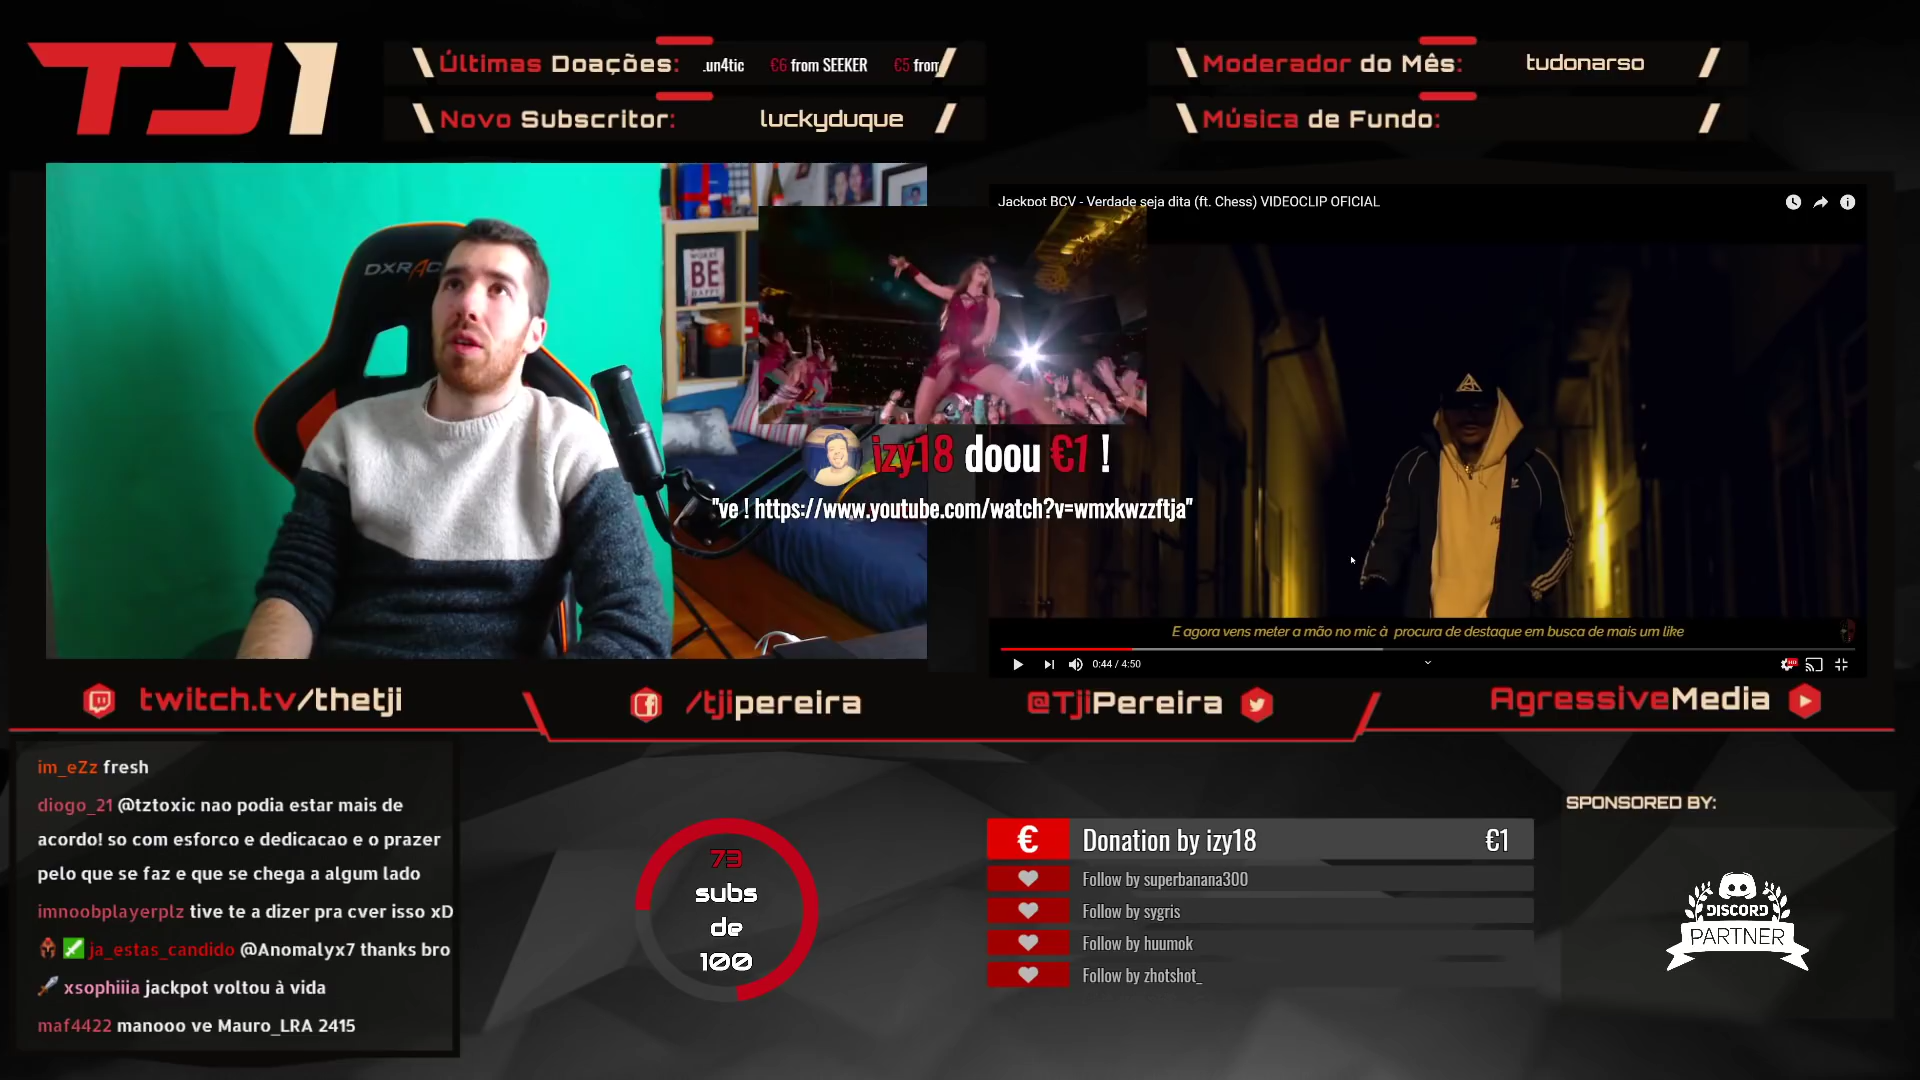 TJ1
Últimas Doações: .un4tic €6 from SEEKER €5 from
Novo Subscritor: luckyduque
Moderador do Mês: tudonarso
Música de Fundo:
DXRAC
BE
HAPPY
Jackpot BCV - Verdade seja dita (ft. Chess) VIDEOCLIP OFICIAL
izy18 doou €1 !
"ve ! https://www.youtube.com/watch?v=wmxkwzzftja"
E agora vens meter a mão no mic à procura de destaque em busca de mais um like
0:44 / 4:50
HD
twitch.tv/thetji
/tjipereira
@TjiPereira
AgressiveMedia
im_eZz fresh
diogo_21 @tztoxic nao podia estar mais de
acordo! so com esforco e dedicacao e o prazer
pelo que se faz e que se chega a algum lado
imnoobplayerplz tive te a dizer pra cver isso xD
ja_estas_candido @Anomalyx7 thanks bro
xsophiiia jackpot voltou à vida
maf4422 manooo ve Mauro_LRA 2415
73
subs
de
100
€ Donation by izy18 €1
Follow by superbanana300
Follow by sygris
Follow by huumok
Follow by zhotshot_
SPONSORED BY:
DISCORD
PARTNER